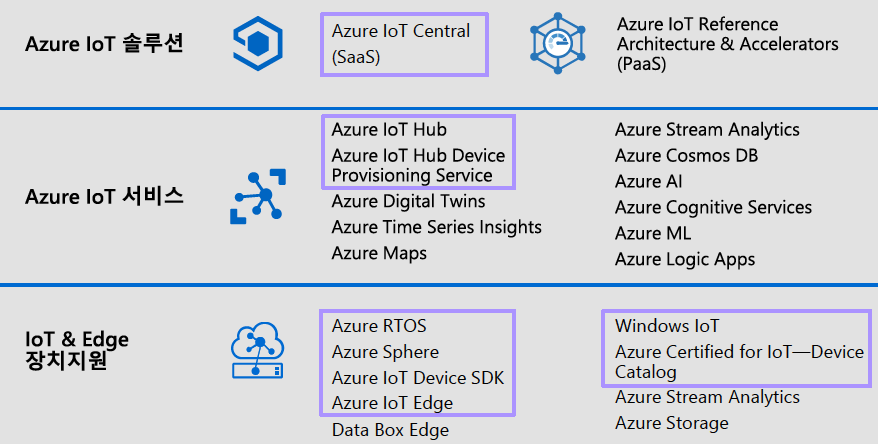 Azure IoT 솔루션
Azure IoT Central
(SaaS)
Azure IoT Reference
Architecture & Accelerators
(PaaS)
Azure IoT 서비스
Azure IoT Hub
Azure IoT Hub Device
Provisioning Service
Azure Digital Twins
Azure Time Series Insights
Azure Maps
Azure Stream Analytics
Azure Cosmos DB
Azure AI
Azure Cognitive Services
Azure ML
Azure Logic Apps
IoT & Edge
장치지원
Azure RTOS
Azure Sphere
Azure IoT Device SDK
Azure IoT Edge
Data Box Edge
Windows IoT
Azure Certified for IoT—Device
Catalog
Azure Stream Analytics
Azure Storage